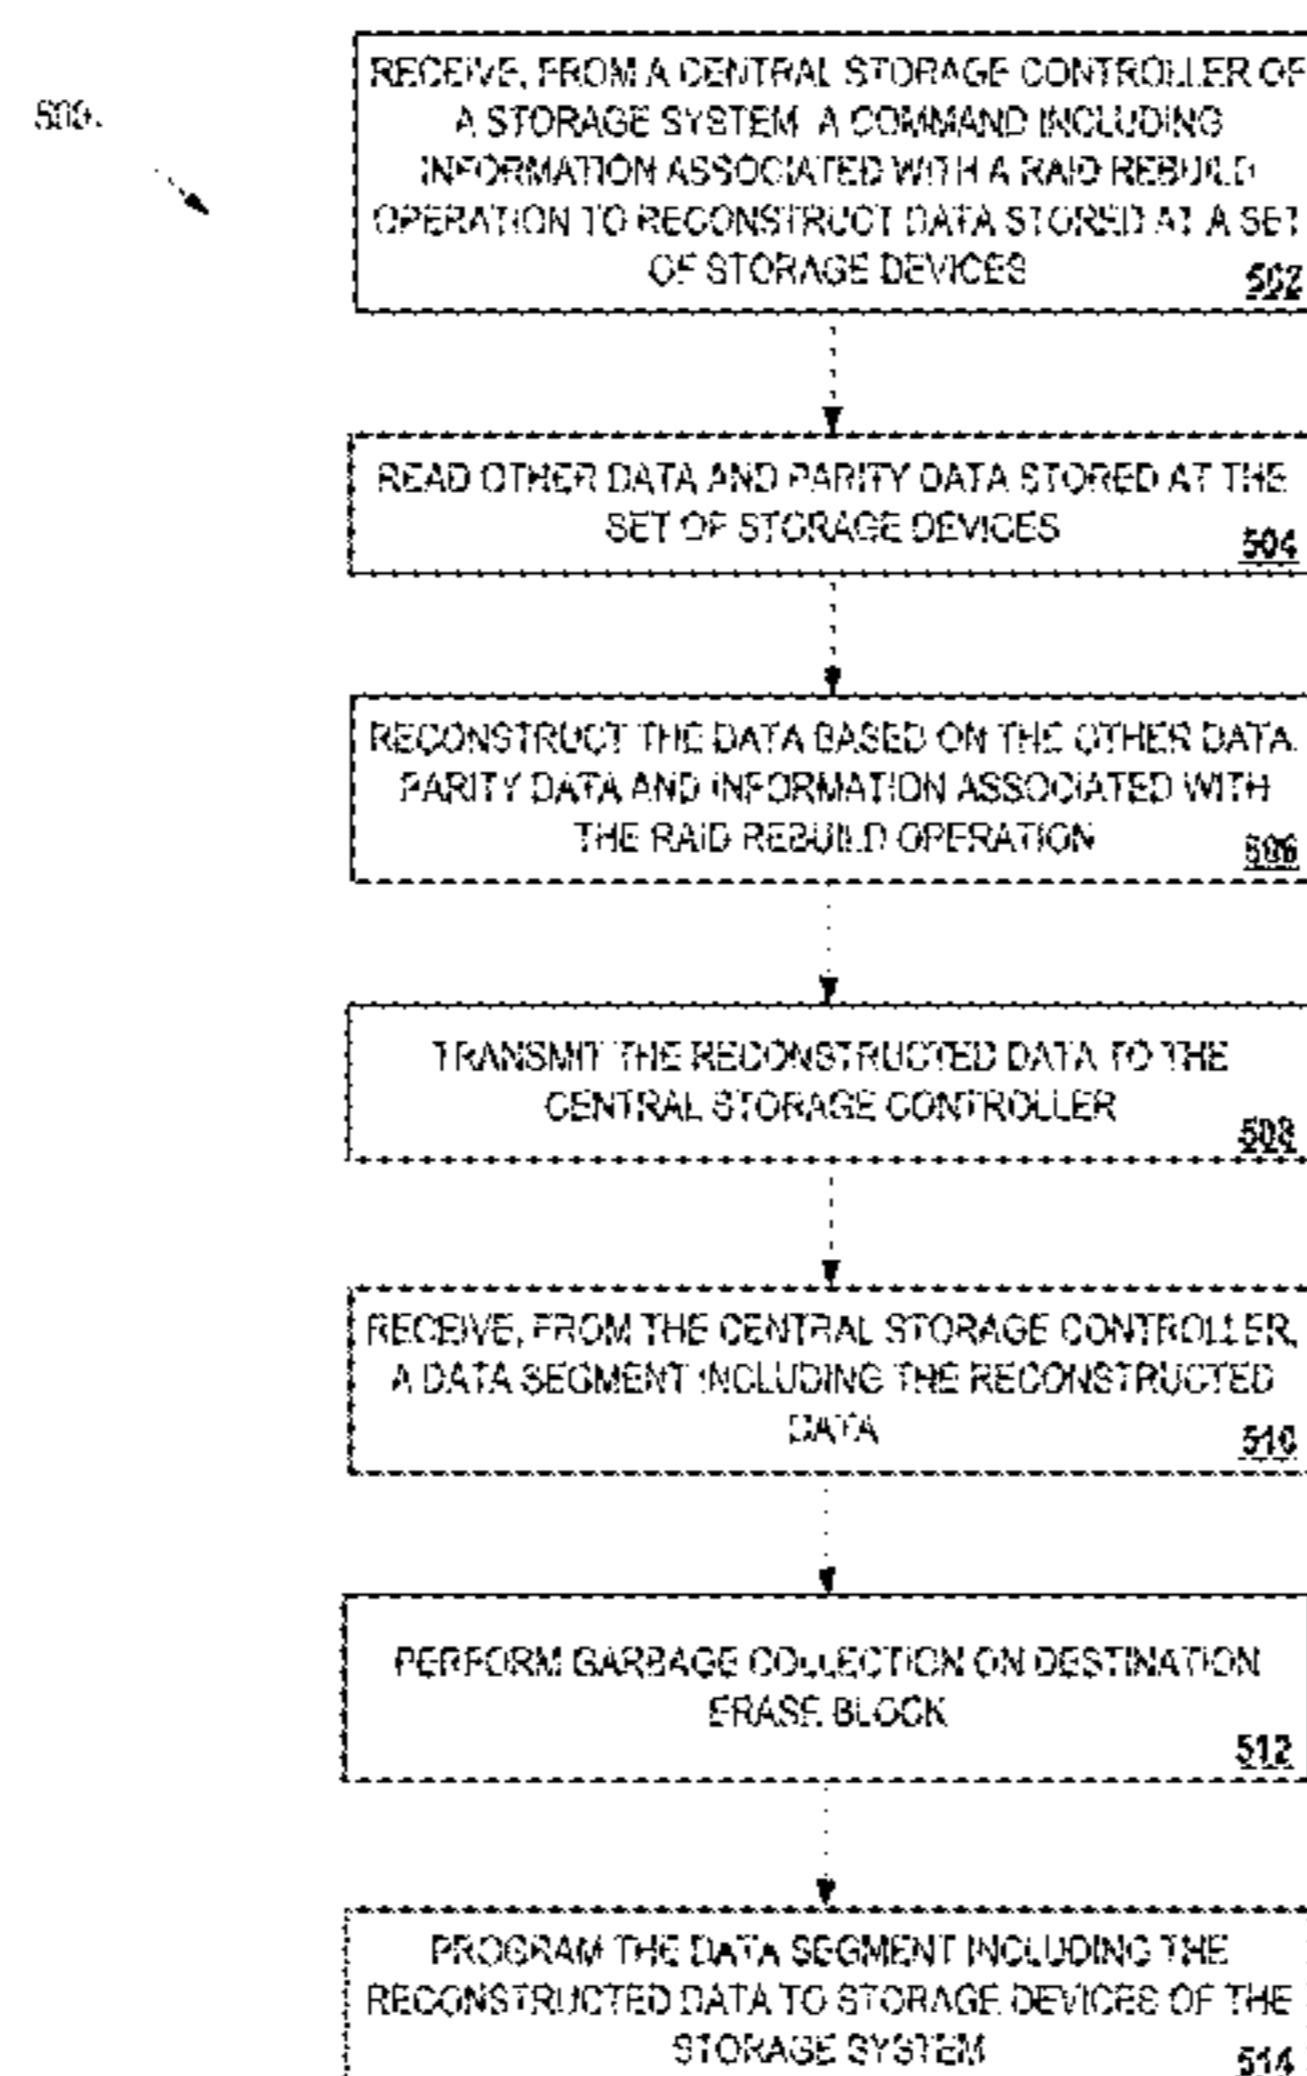 500
RECEIVE, FROM A CENTRAL STORAGE CONTROLLER OF
A STORAGE SYSTEM, A COMMAND INCLUDING
INFORMATION ASSOCIATED WITH A RAID REBUILD
OPERATION TO RECONSTRUCT DATA STORED AT A SET
OF STORAGE DEVICES
502
READ OTHER DATA AND PARITY DATA STORED AT THE
SET OF STORAGE DEVICES
504
RECONSTRUCT THE DATA BASED ON THE OTHER DATA,
PARITY DATA AND INFORMATION ASSOCIATED WITH
THE RAID REBUILD OPERATION
506
TRANSMIT THE RECONSTRUCTED DATA TO THE
CENTRAL STORAGE CONTROLLER
508
RECEIVE, FROM THE CENTRAL STORAGE CONTROLLER,
A DATA SEGMENT INCLUDING THE RECONSTRUCTED
DATA
510
PERFORM GARBAGE COLLECTION ON DESTINATION
ERASE BLOCK
512
PROGRAM THE DATA SEGMENT INCLUDING THE
RECONSTRUCTED DATA TO STORAGE DEVICES OF THE
STORAGE SYSTEM
514